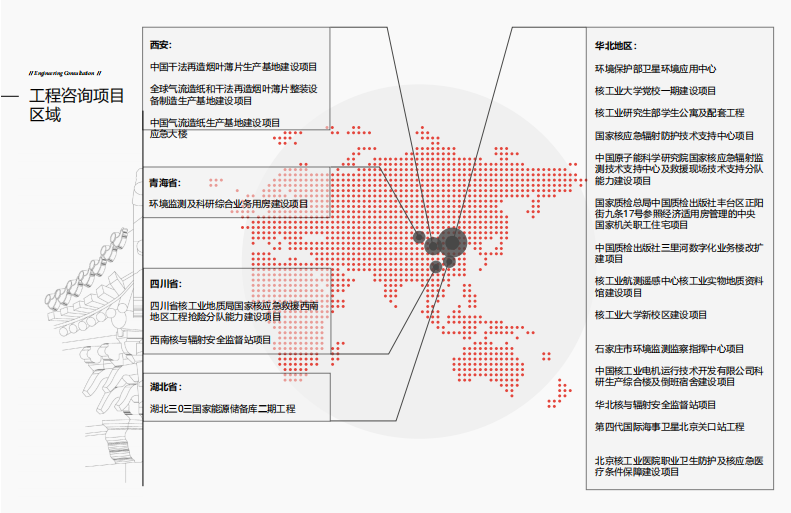 // Engineering Consultation //
工程咨询项目
区域
西安:
中国干法再造烟叶薄片生产基地建设项目
全球气流造纸和干法再造烟叶薄片整装设
备制造生产基地建设项目
中国气流造纸生产基地建设项目
应急大楼
青海省:
环境监测及科研综合业务用房建设项目
四川省:
四川省核工业地质局国家核应急救援西南
地区工程抢险分队能力建设项目
西南核与辐射安全监督站项目
湖北省:
湖北三0三国家能源储备库二期工程
华北地区:
环境保护部卫星环境应用中心
核工业大学党校一期建设项目
核工业研究生部学生公寓及配套工程
国家核应急辐射防护技术支持中心项目
中国原子能科学研究院国家核应急辐射监
测技术支持中心及救援现场技术支持分队
能力建设项目
国家质检总局中国质检出版社丰台区正阳
街九条17号参照经济适用房管理的中央
国家机关职工住宅项目
中国质检出版社三里河数字化业务楼改扩
建项目
核工业航测遥感中心核工业实物地质资料
馆建设项目
核工业大学新校区建设项目
石家庄市环境监测监察指挥中心项目
中国核工业电机运行技术开发有限公司科
研生产综合楼及倒班宿舍建设项目
华北核与辐射安全监督站项目
第四代国际海事卫星北京关口站工程
北京核工业医院职业卫生防护及核应急医
疗条件保障建设项目